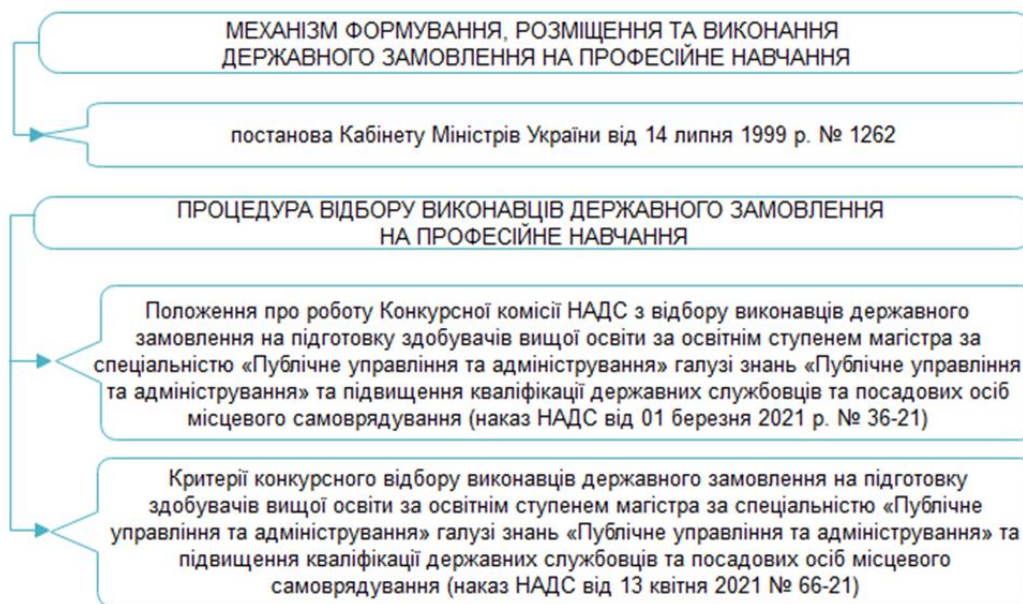 МЕХАНІЗМ ФОРМУВАННЯ, РОЗМІЩЕННЯ ТА ВИКОНАННЯ
ДЕРЖАВНОГО ЗАМОВЛЕННЯ НА ПРОФЕСІЙНЕ НАВЧАННЯ
постанова Кабінету Міністрів України від 14 липня 1999 р. № 1262
ПРОЦЕДУРА ВІДБОРУ ВИКОНАВЦІВ ДЕРЖАВНОГО ЗАМОВЛЕННЯ
НА ПРОФЕСІЙНЕ НАВЧАННЯ
Положення про роботу Конкурсної комісії НАДС з відбору виконавців державного
замовлення на підготовку здобувачів вищої освіти за освітнім ступенем магістра за
спеціальністю «Публічне управління та адміністрування» галузі знань «Публічне управління
та адміністрування» та підвищення кваліфікації державних службовців та посадових осіб
місцевого самоврядування (наказ НАДС від 01 березня 2021 р. № 36-21)
Критерії конкурсного відбору виконавців державного замовлення на підготовку
здобувачів вищої освіти за освітнім ступенем магістра за спеціальністю «Публічне
управління та адміністрування» галузі знань «Публічне управління та адміністрування» та
підвищення кваліфікації державних службовців та посадових осіб місцевого
самоврядування (наказ НАДС від 13 квітня 2021 № 66-21)